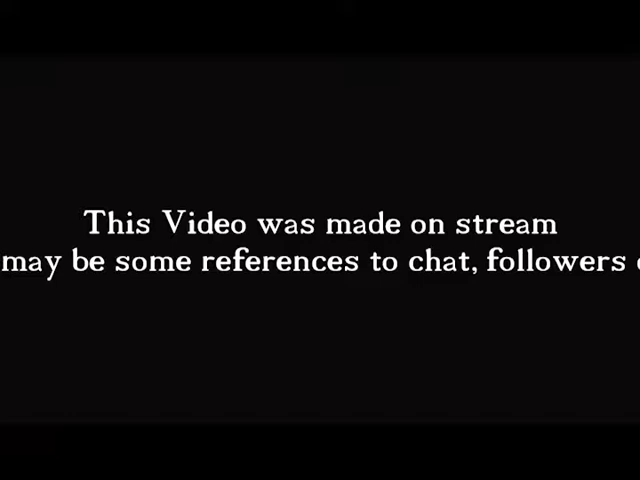 This Video was made on stream
may be some references to chat, followers